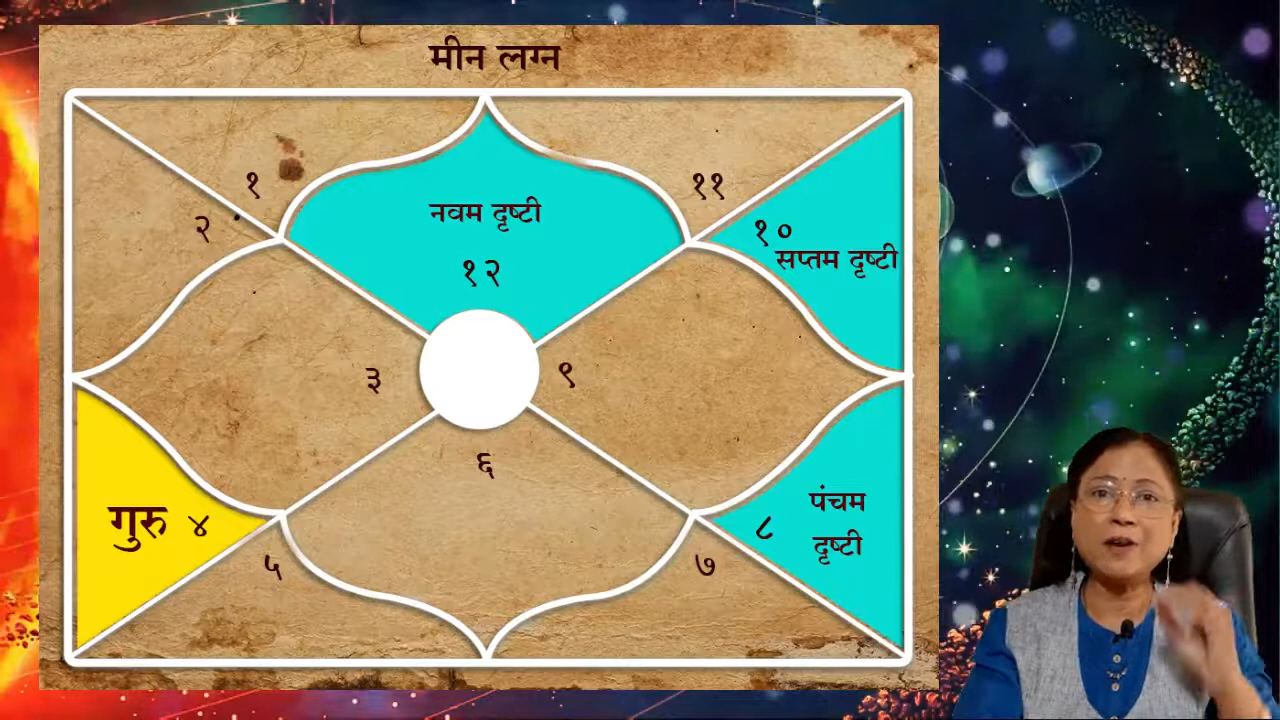 मीन लग्न
१
११
२
नवम दृष्टी
१०
सप्तम दृष्टी
१२
३
९
६
गुरु ४
८
पंचम
दृष्टी
५
७